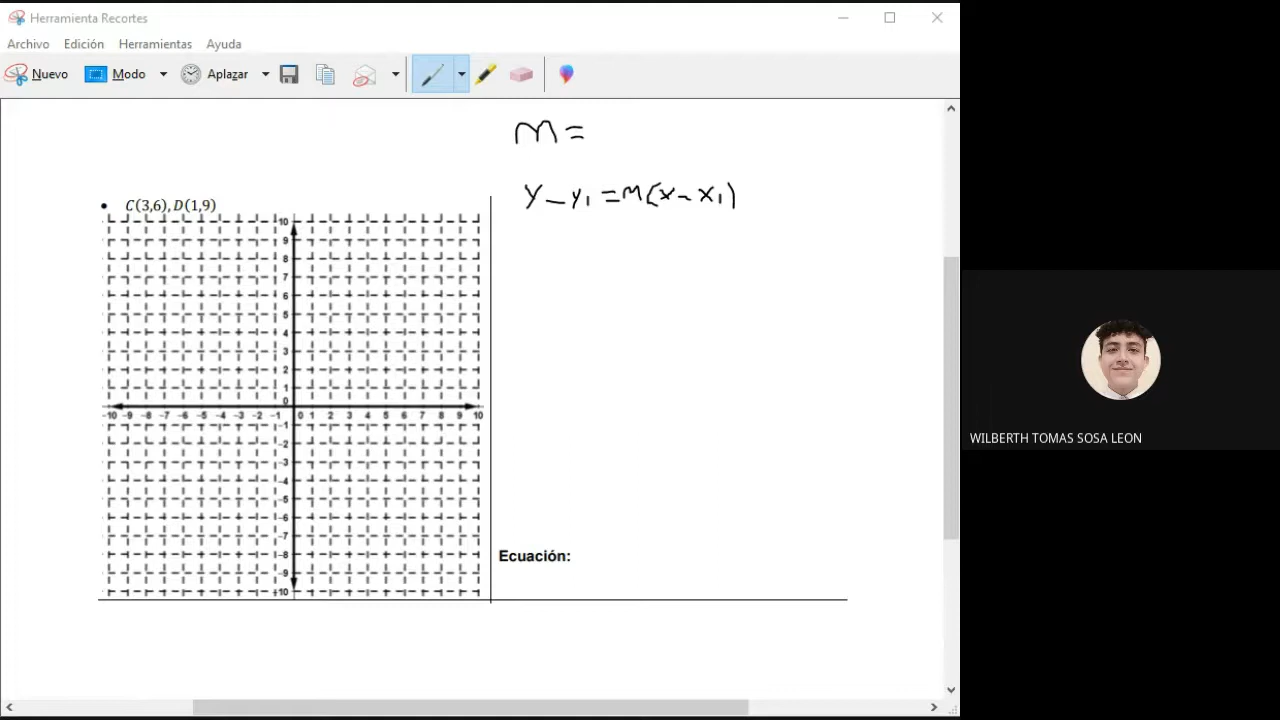 Herramienta Recortes
Archivo Edición Herramientas Ayuda
Nuevo Modo Aplazar
M =
y - y1 = M(x - x1)
• C(3,6), D(1,9)
10
9
8
7
6
5
4
3
2
1
0
-10 -9 -8 -7 -6 -5 -4 -3 -2 -1 0 1 2 3 4 5 6 7 8 9 10
-1
-2
-3
-4
-5
-6
-7
-8
-9
-10
Ecuación:
WILBERTH TOMAS SOSA LEON